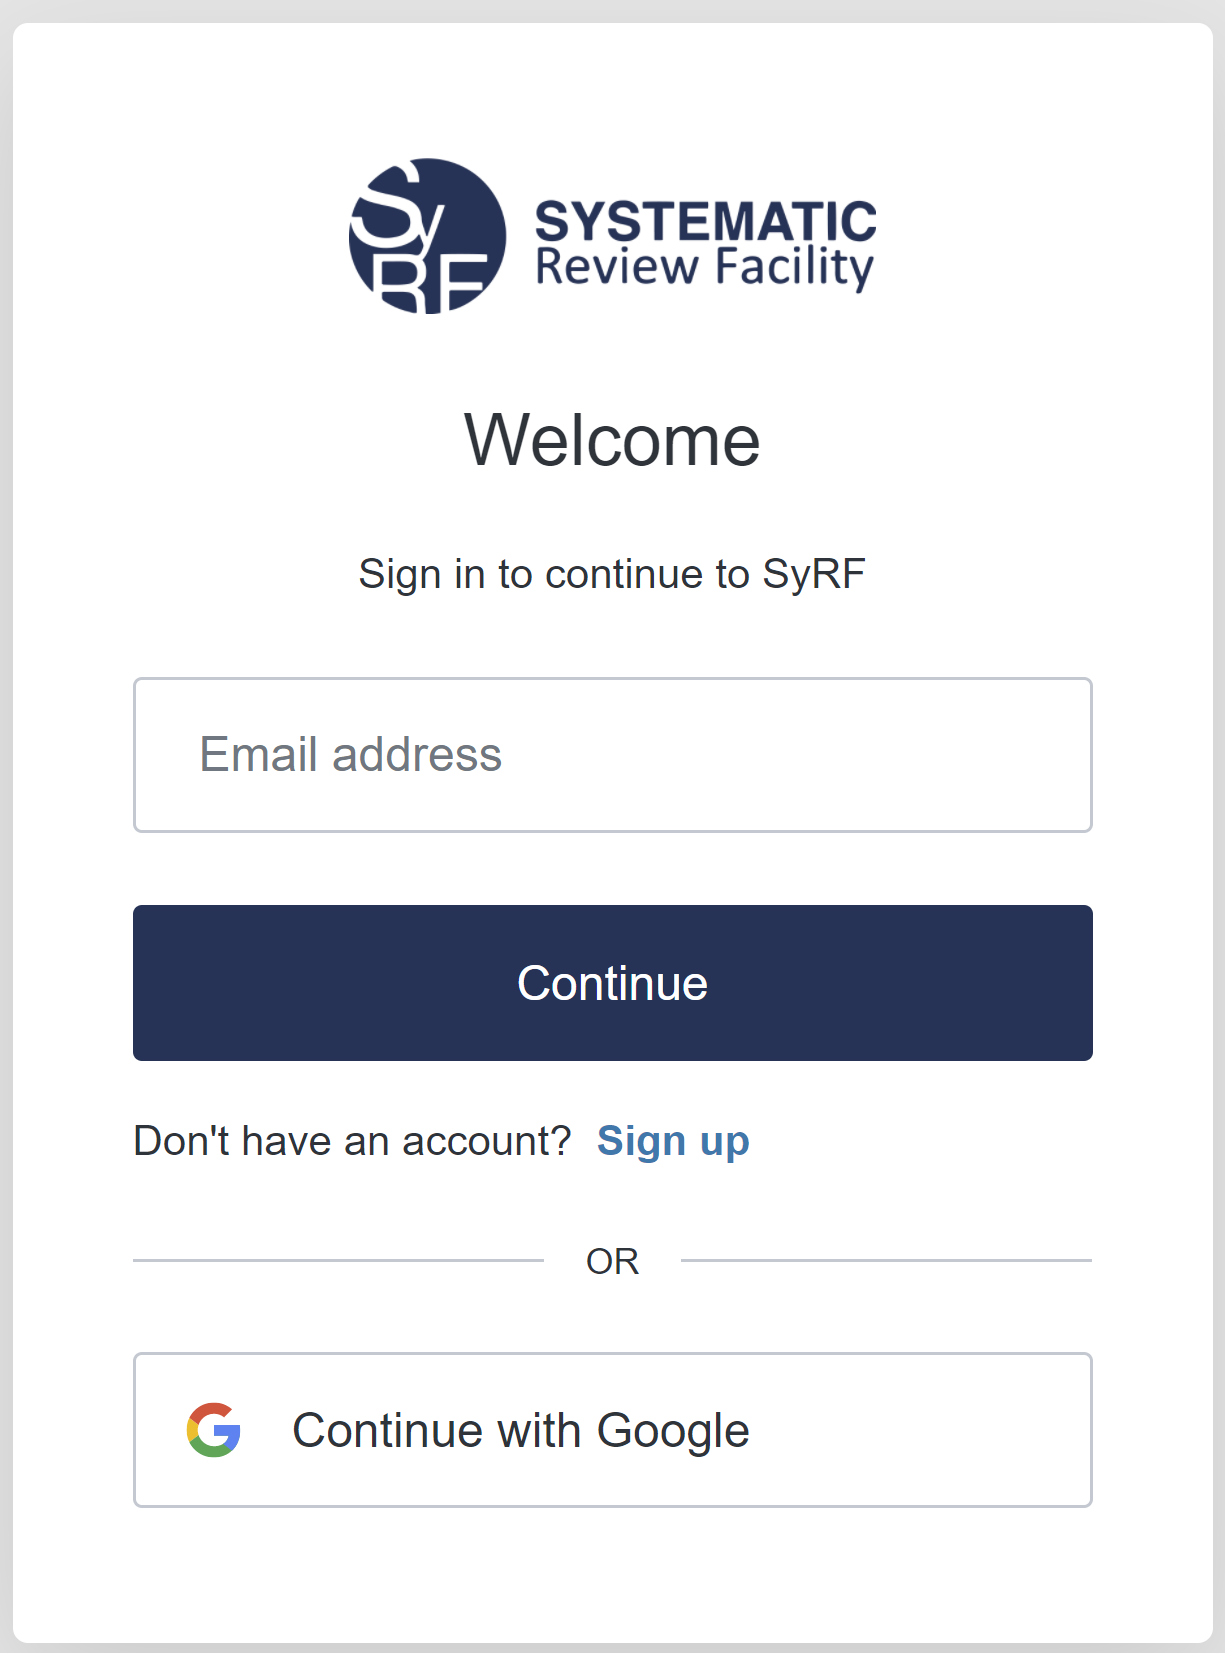 SyRF
SYSTEMATIC
Review Facility
Welcome
Sign in to continue to SyRF
Email address
Continue
Don't have an account? Sign up
OR
Continue with Google